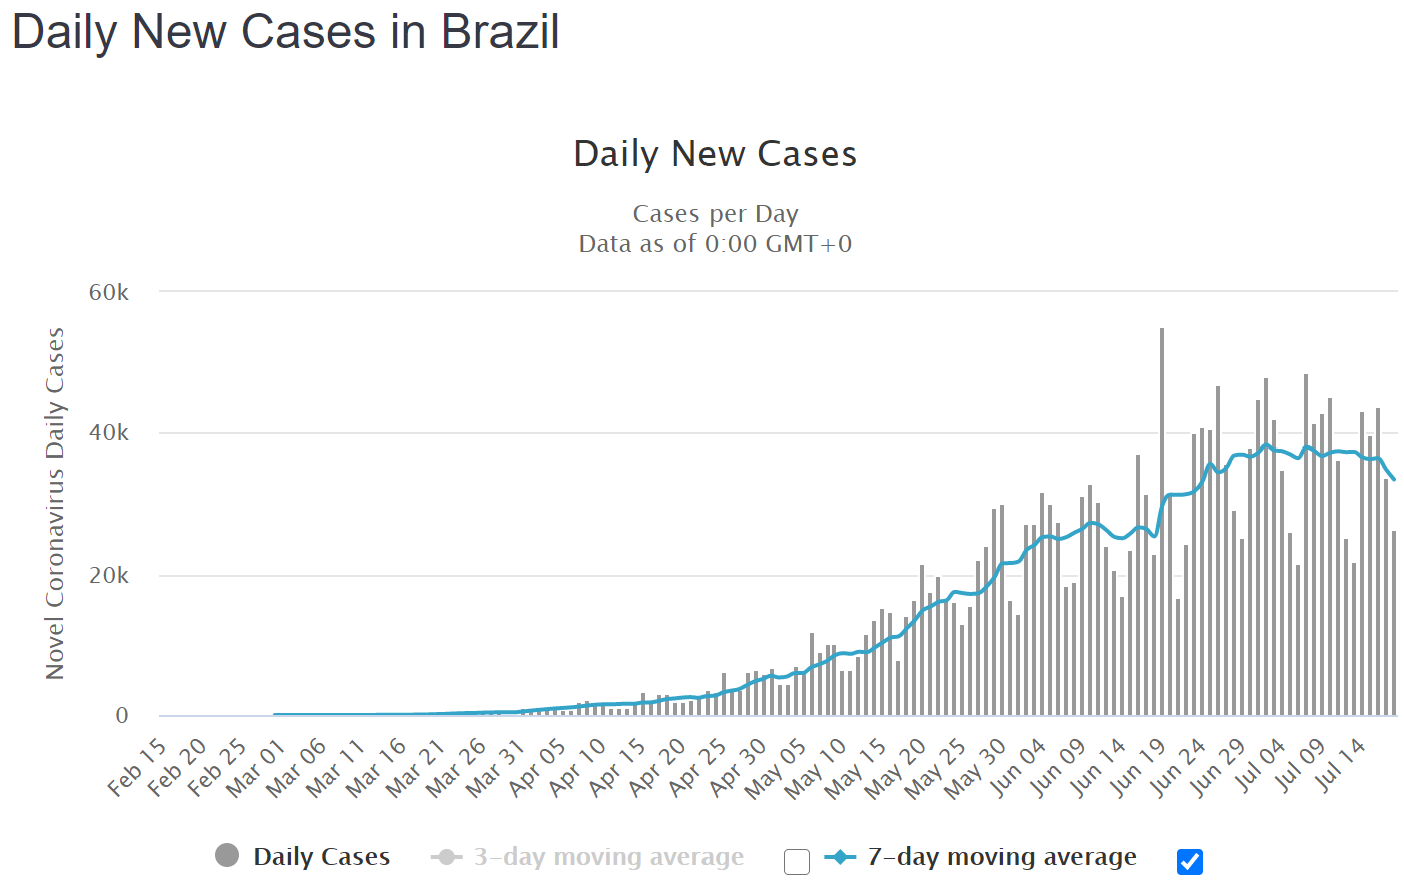 Daily New Cases in Brazil
Daily New Cases
Cases per Day
Data as of 0:00 GMT+0
Novel Coronavirus Daily Cases
60k
40k
20k
0
Feb 15
Feb 20
Feb 25
Mar 01
Mar 06
Mar 11
Mar 16
Mar 21
Mar 26
Mar 31
Apr 05
Apr 10
Apr 15
Apr 20
Apr 25
Apr 30
May 05
May 10
May 15
May 20
May 25
May 30
Jun 04
Jun 09
Jun 14
Jun 19
Jun 24
Jun 29
Jul 04
Jul 09
Jul 14
Daily Cases
3-day moving average
7-day moving average